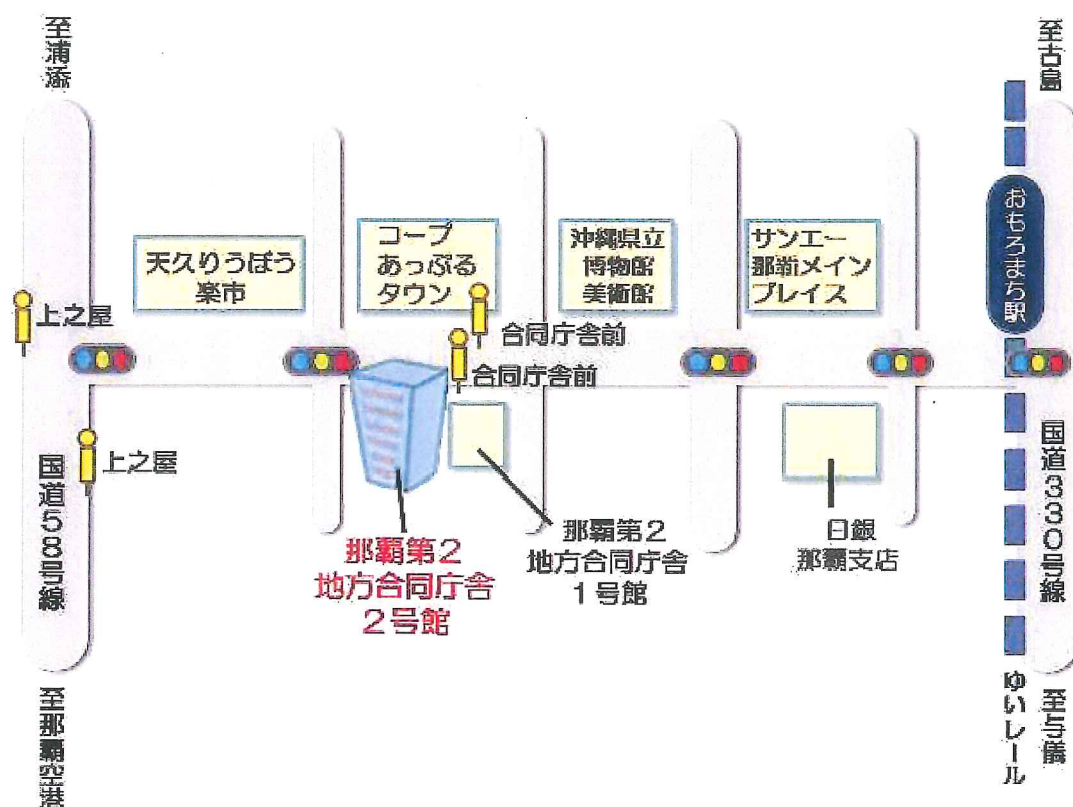 至浦添
至古島
天久りうぼう
楽市
コープ
あっぷる
タウン
沖縄県立
博物館
美術館
サンエー
那覇メイン
プレイス
おもろまち駅
上之屋
合同庁舎前
合同庁舎前
上之屋
国道58号線
国道330号線
那覇第2
地方合同庁舎
2号館
那覇第2
地方合同庁舎
1号館
日銀
那覇支店
至那覇空港
ゆいレール
至与儀